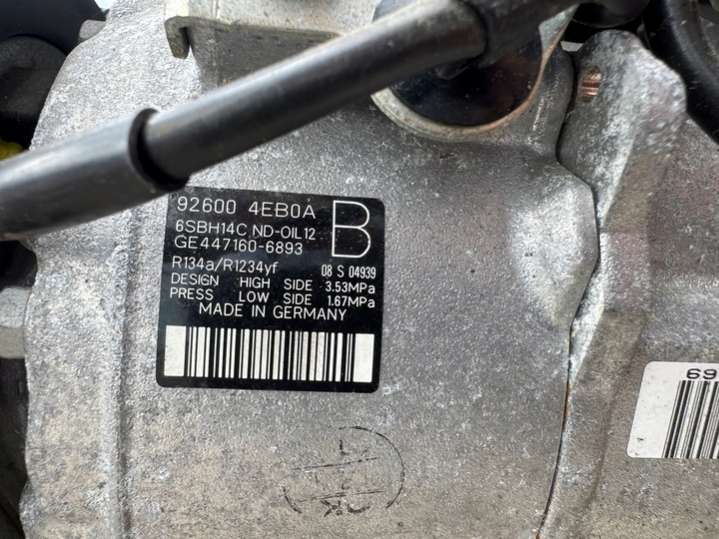 92600 4EB0A
B
6SBH14C ND-OIL12
GE447160-6893
R134a/R1234yf 08 S 04939
DESIGN HIGH SIDE 3.53MPa
PRESS LOW SIDE 1.67MPa
MADE IN GERMANY
69